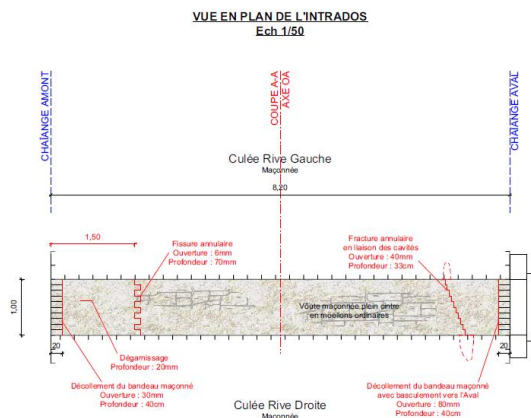 VUE EN PLAN DE L'INTRADOS
Ech 1/50
CHAÎANGE AMONT
COUPE A-A
AXE OA
CHAÎANGE AVAL
Culée Rive Gauche
Maçonnée
8,20
1,50
Fissure annulaire
Ouverture : 6mm
Profondeur : 70mm
Fracture annulaire
en liaison des cavités
Ouverture : 40mm
Profondeur : 33cm
1,00
Voûte maçonnée plein cintre
en moellons ordinaires
20
20
Dégarnissage
Profondeur : 20mm
Décollement du bandeau maçonné
Ouverture : 30mm
Profondeur : 40cm
Décollement du bandeau maçonné
avec basculement vers l'Aval
Ouverture : 80mm
Profondeur : 40cm
Culée Rive Droite
Maçonnée